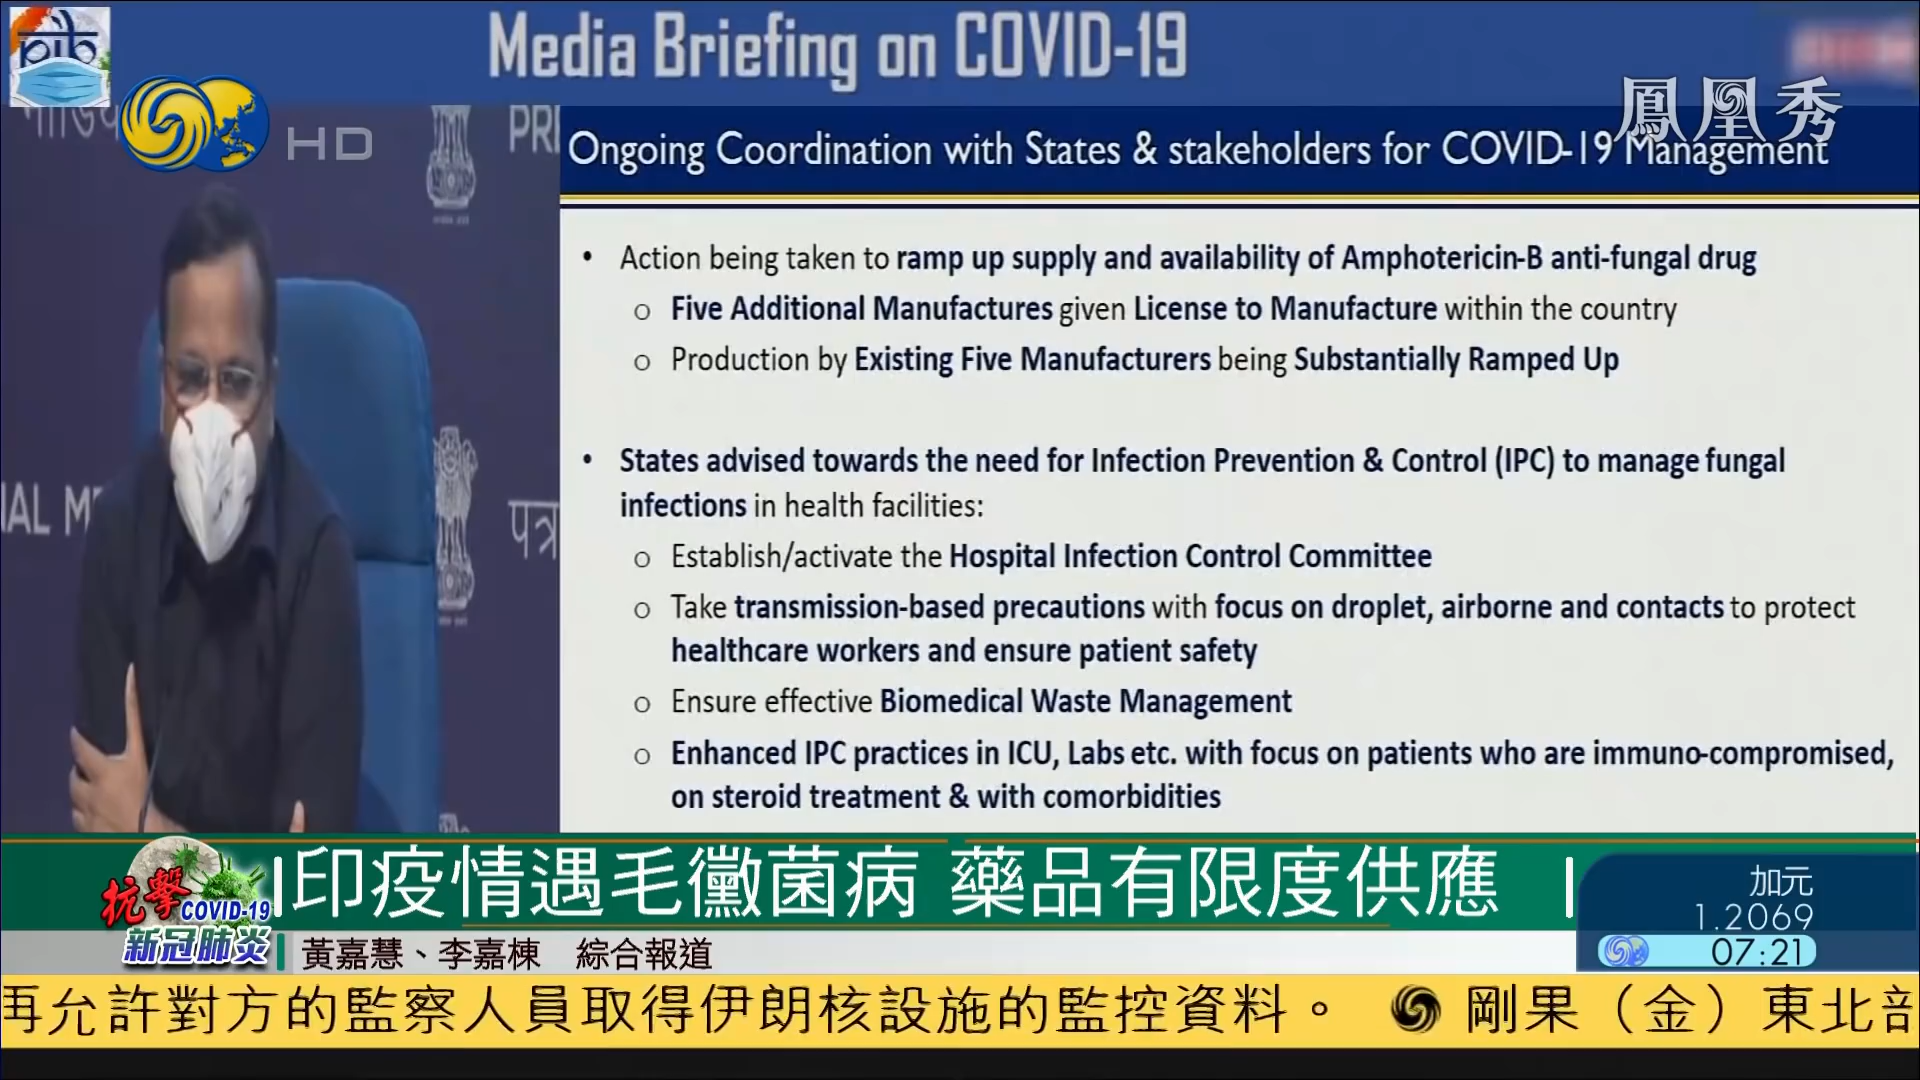 pib
Media Briefing on COVID-19
HD
PRE
鳳凰秀
Ongoing Coordination with States & stakeholders for COVID-19 Management
• Action being taken to ramp up supply and availability of Amphotericin-B anti-fungal drug
o Five Additional Manufactures given License to Manufacture within the country
o Production by Existing Five Manufacturers being Substantially Ramped Up
• States advised towards the need for Infection Prevention & Control (IPC) to manage fungal
infections in health facilities:
o Establish/activate the Hospital Infection Control Committee
o Take transmission-based precautions with focus on droplet, airborne and contacts to protect
healthcare workers and ensure patient safety
o Ensure effective Biomedical Waste Management
o Enhanced IPC practices in ICU, Labs etc. with focus on patients who are immuno-compromised,
on steroid treatment & with comorbidities
पत्र
抗擊
COVID-19
新冠肺炎
印疫情遇毛黴菌病 藥品有限度供應
黃嘉慧、李嘉棟 綜合報道
加元
1.2069
07:21
再允許對方的監察人員取得伊朗核設施的監控資料。 剛果（金）東北部